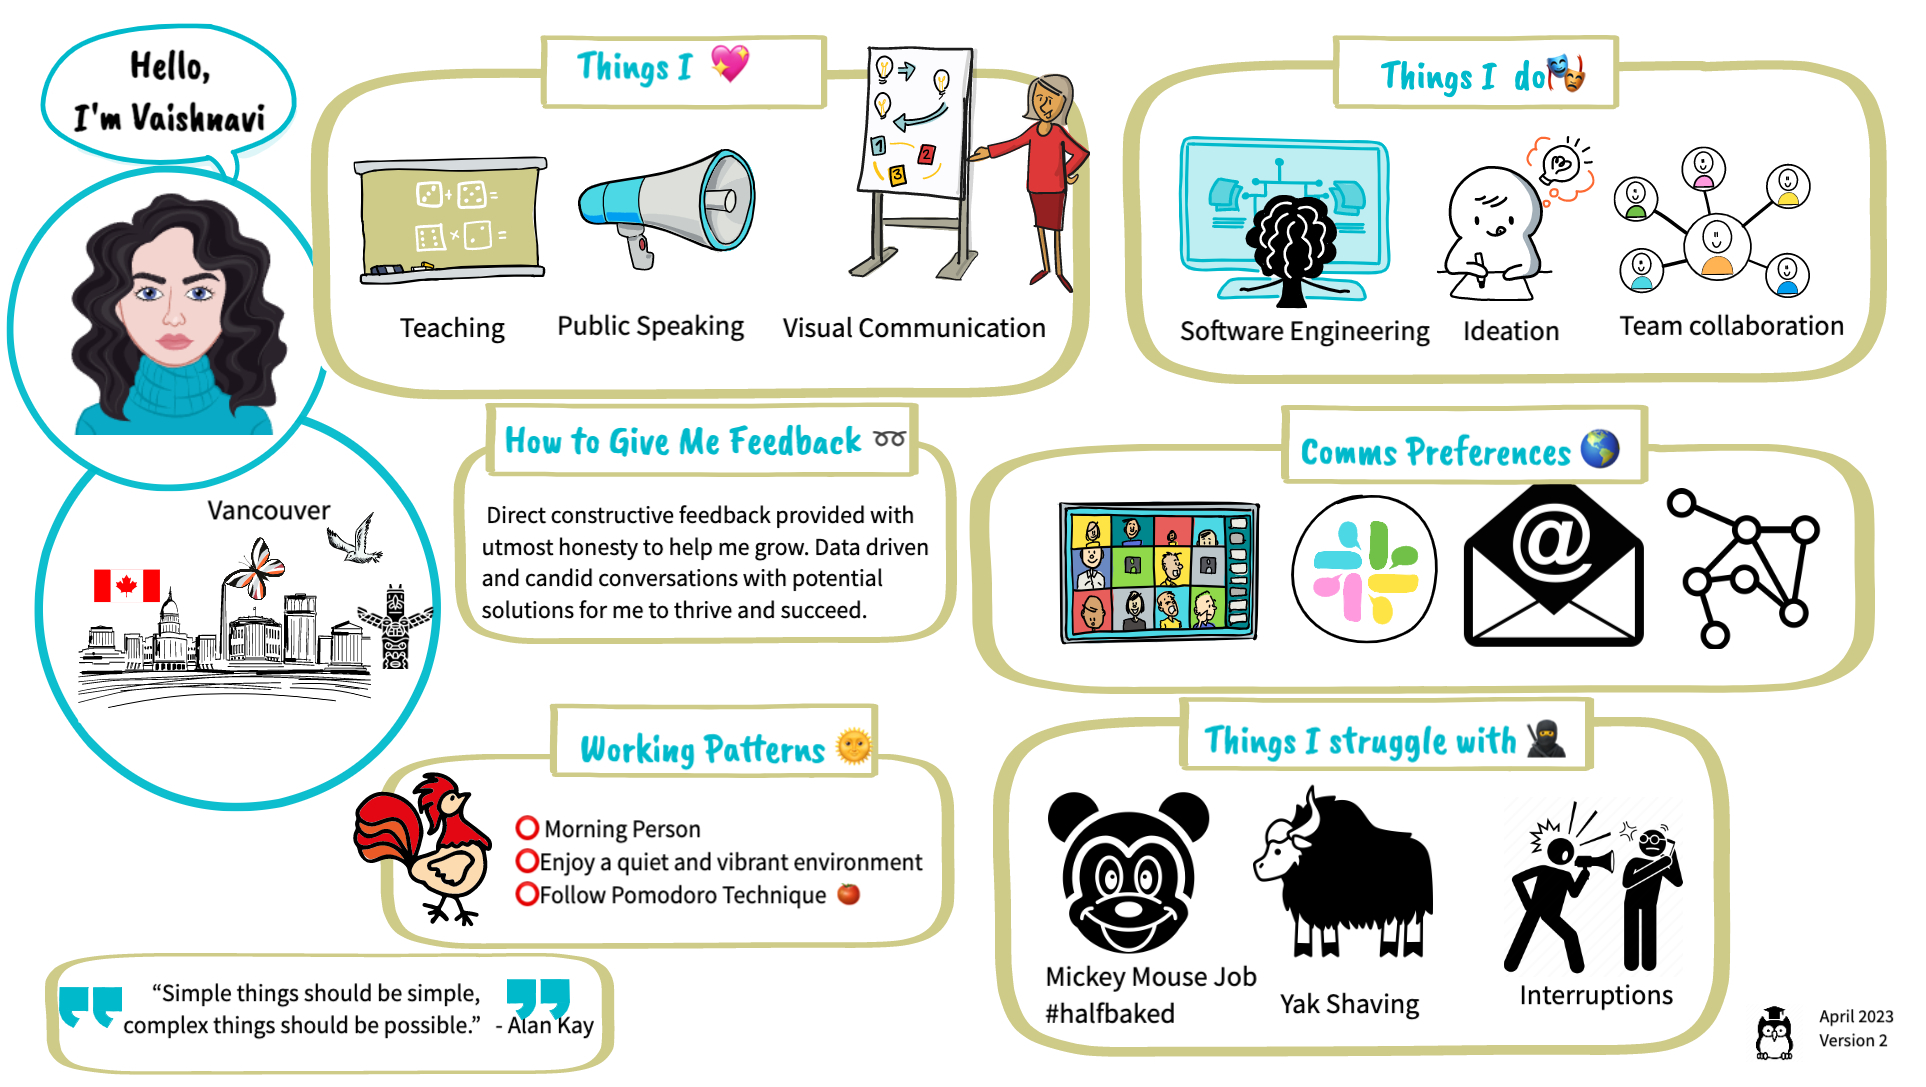 Hello,
I'm Vaishnavi
Things I 💖
1
2
3
Teaching
Public Speaking
Visual Communication
Things I do🎭
Software Engineering
Ideation
Team collaboration
Vancouver
How to Give Me Feedback ➿
Direct constructive feedback provided with
utmost honesty to help me grow. Data driven
and candid conversations with potential
solutions for me to thrive and succeed.
Comms Preferences 🌎
@
Working Patterns 🌞
Morning Person
Enjoy a quiet and vibrant environment
Follow Pomodoro Technique 🍅
Things I struggle with 🥷
Mickey Mouse Job
#halfbaked
Yak Shaving
Interruptions
“Simple things should be simple,
complex things should be possible.” - Alan Kay
April 2023
Version 2